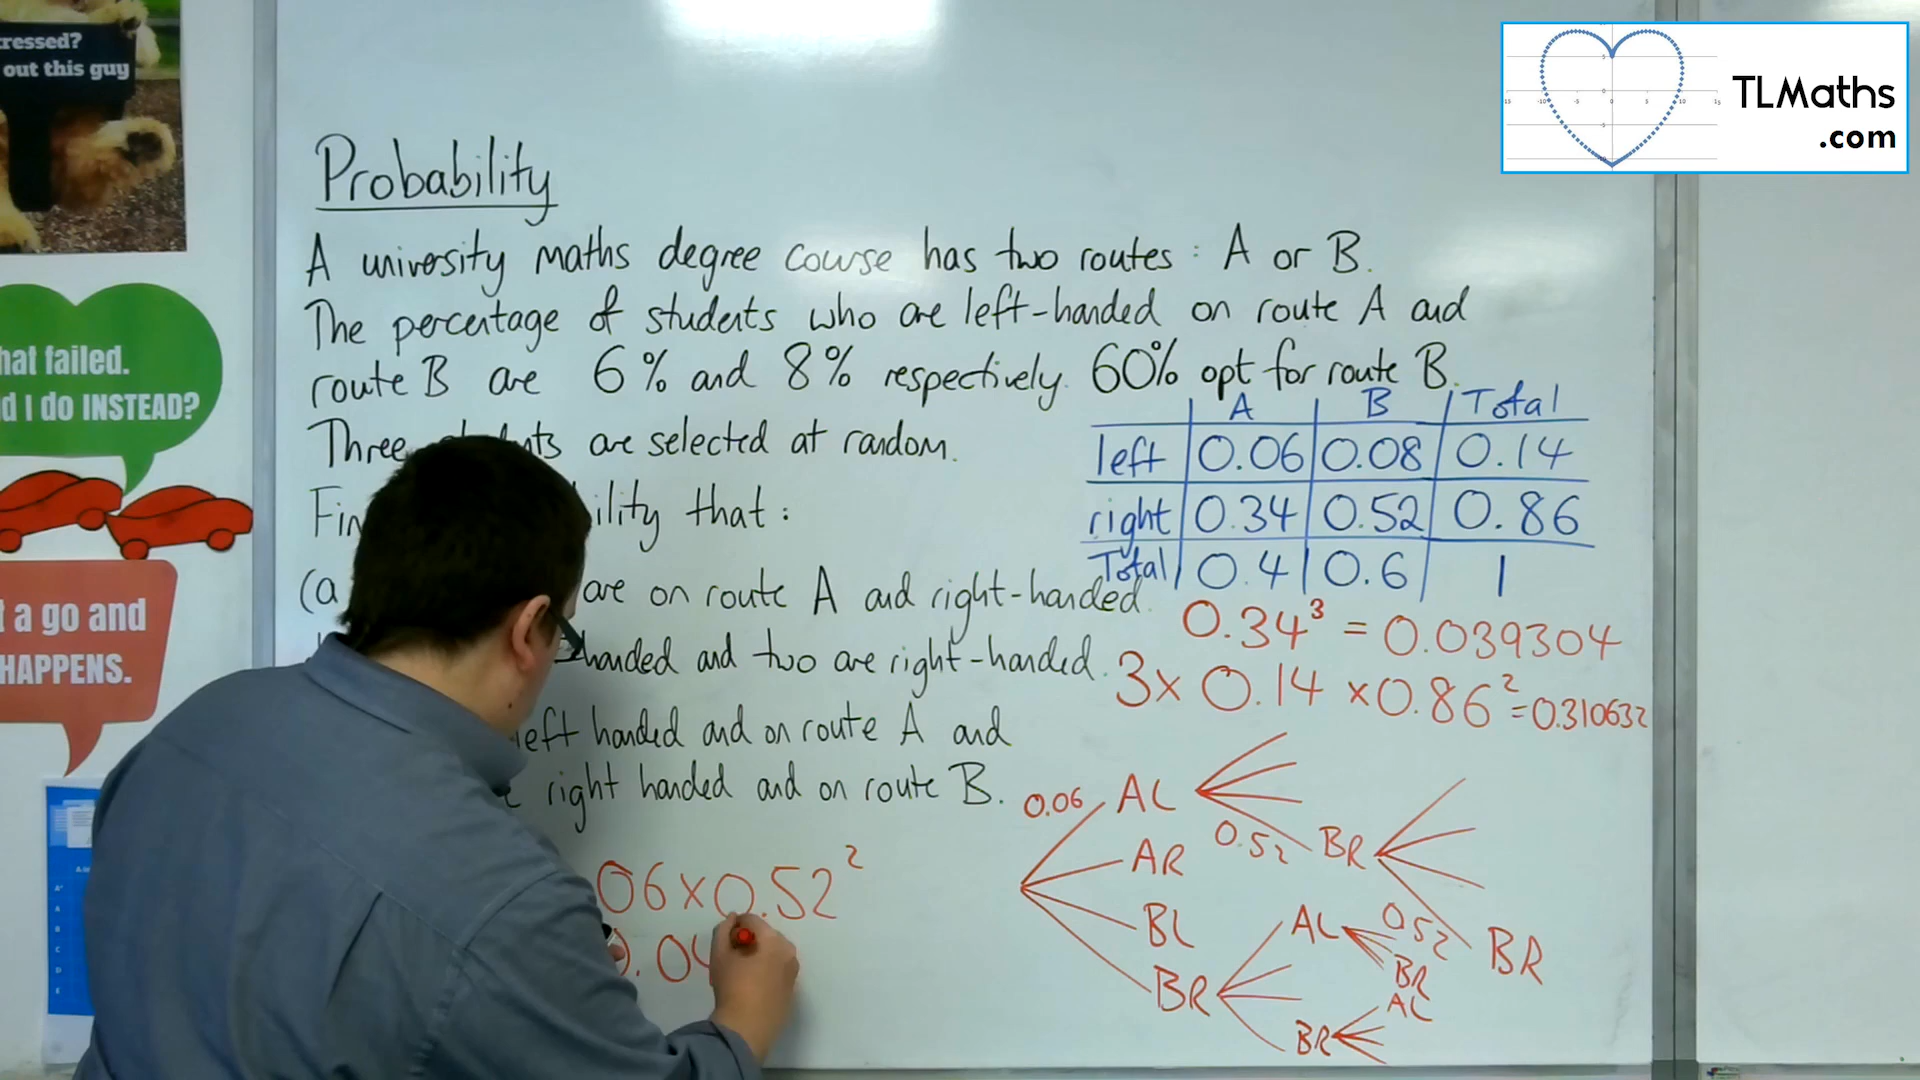 ressed?
out this guy
hat failed.
d I do INSTEAD?
t a go and
HAPPENS.
TLMaths
.com
Probability
A university maths degree course has two routes: A or B.
The percentage of students who are left-handed on route A and
route B are 6% and 8% respectively. 60% opt for route B.
Three nts are selected at random.
Fin ility that:
(a are on route A and right-handed.
handed and two are right-handed.
left handed and on route A and
right handed and on route B.
A B Total
left 0.06 0.08 0.14
right 0.34 0.52 0.86
Total 0.4 0.6 1
0.34³ = 0.039304
3 x 0.14 x 0.86² = 0.310632
06 x 0.52²
0.04
0.06 AL
AR
BL
BR
0.52 BR
BR
AL 0.52
BR
AL
BR